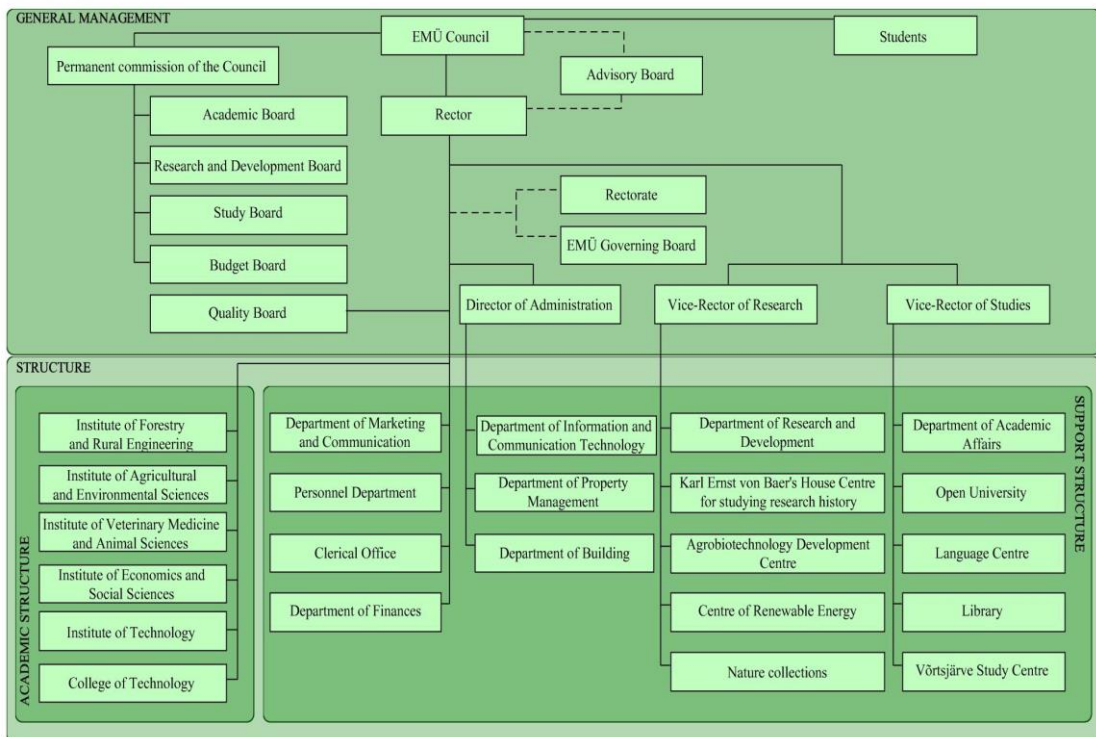 GENERAL MANAGEMENT
EMÜ Council
Students
Permanent commission of the Council
Advisory Board
Academic Board
Rector
Research and Development Board
Rectorate
Study Board
EMÜ Governing Board
Budget Board
Quality Board
Director of Administration
Vice-Rector of Research
Vice-Rector of Studies
STRUCTURE
ACADEMIC STRUCTURE
Institute of Forestry
and Rural Engineering
Institute of Agricultural
and Environmental Sciences
Institute of Veterinary Medicine
and Animal Sciences
Institute of Economics and
Social Sciences
Institute of Technology
College of Technology
Department of Marketing
and Communication
Personnel Department
Clerical Office
Department of Finances
Department of Information and
Communication Technology
Department of Property
Management
Department of Building
Department of Research and
Development
Karl Ernst von Baer's House Centre
for studying research history
Agrobiotechnology Development
Centre
Centre of Renewable Energy
Nature collections
Department of Academic
Affairs
Open University
Language Centre
Library
Võrtsjärve Study Centre
SUPPORT STRUCTURE